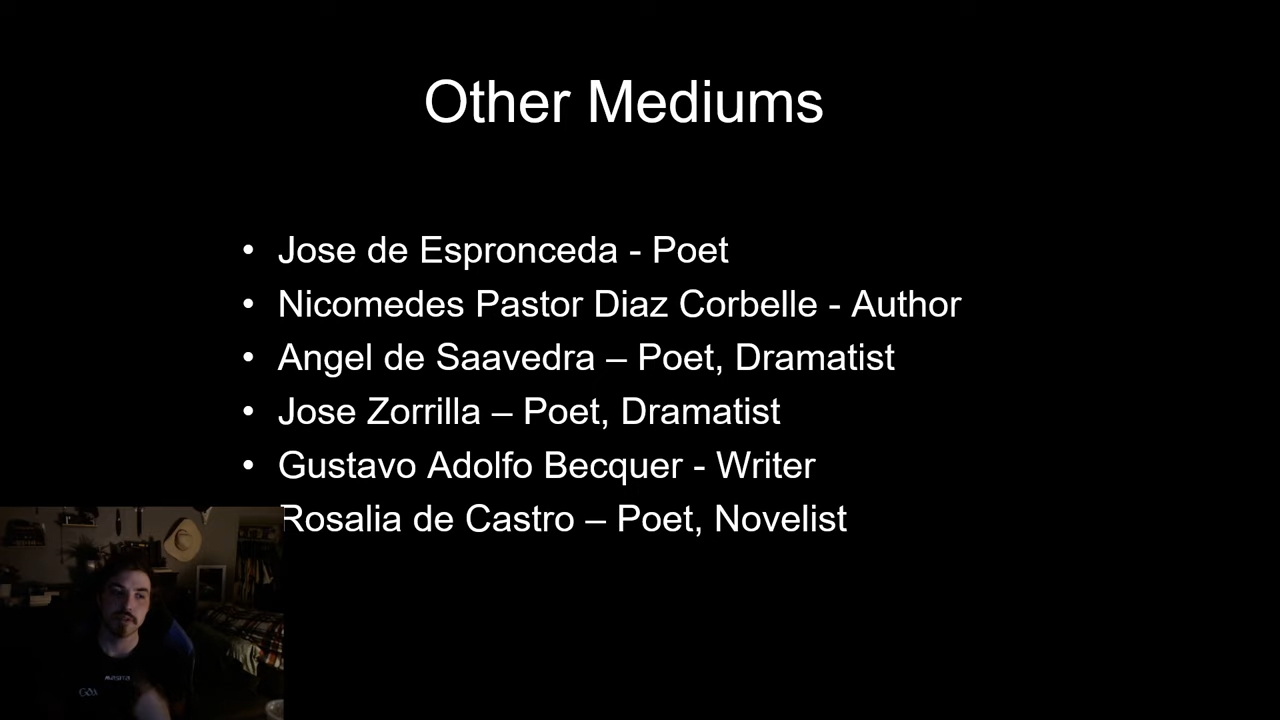 Other Mediums
• Jose de Espronceda - Poet
• Nicomedes Pastor Diaz Corbelle - Author
• Angel de Saavedra – Poet, Dramatist
• Jose Zorrilla – Poet, Dramatist
• Gustavo Adolfo Becquer - Writer
Rosalia de Castro – Poet, Novelist